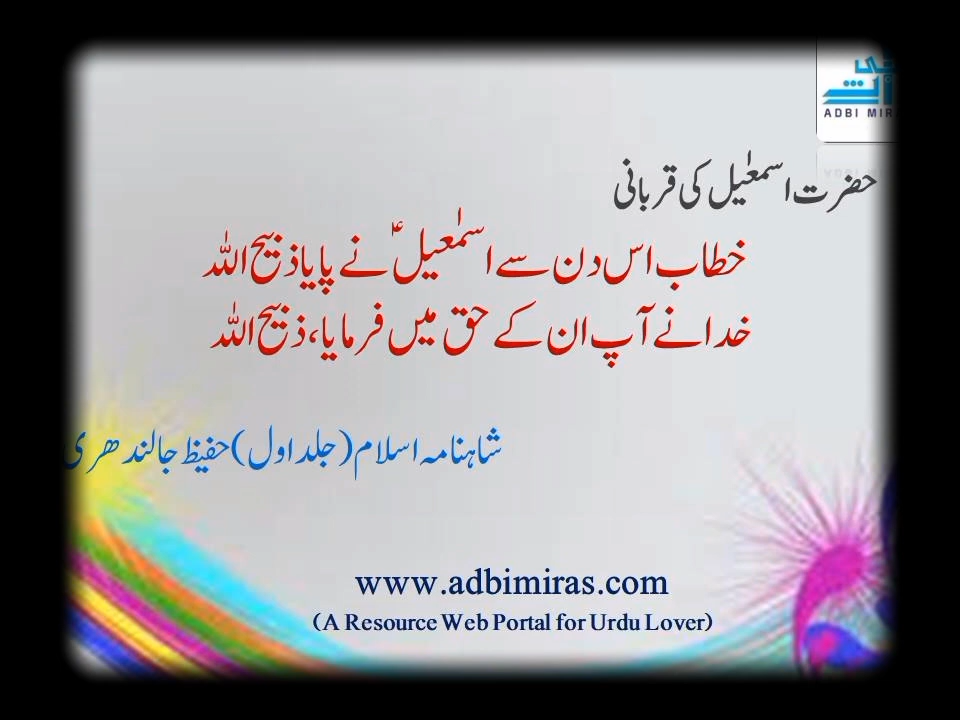 ADBI
حضرت اسمٰعیل کی قربانی
خطاب اس دن سے اسمٰعیلؑ نے پایا ذبیح اللہ
خدا نے آپ ان کے حق میں فرمایا، ذبیح اللہ
شاہنامہ اسلام (جلد اول) حفیظ جالندھری
www.adbimiras.com
(A Resource Web Portal for Urdu Lover)